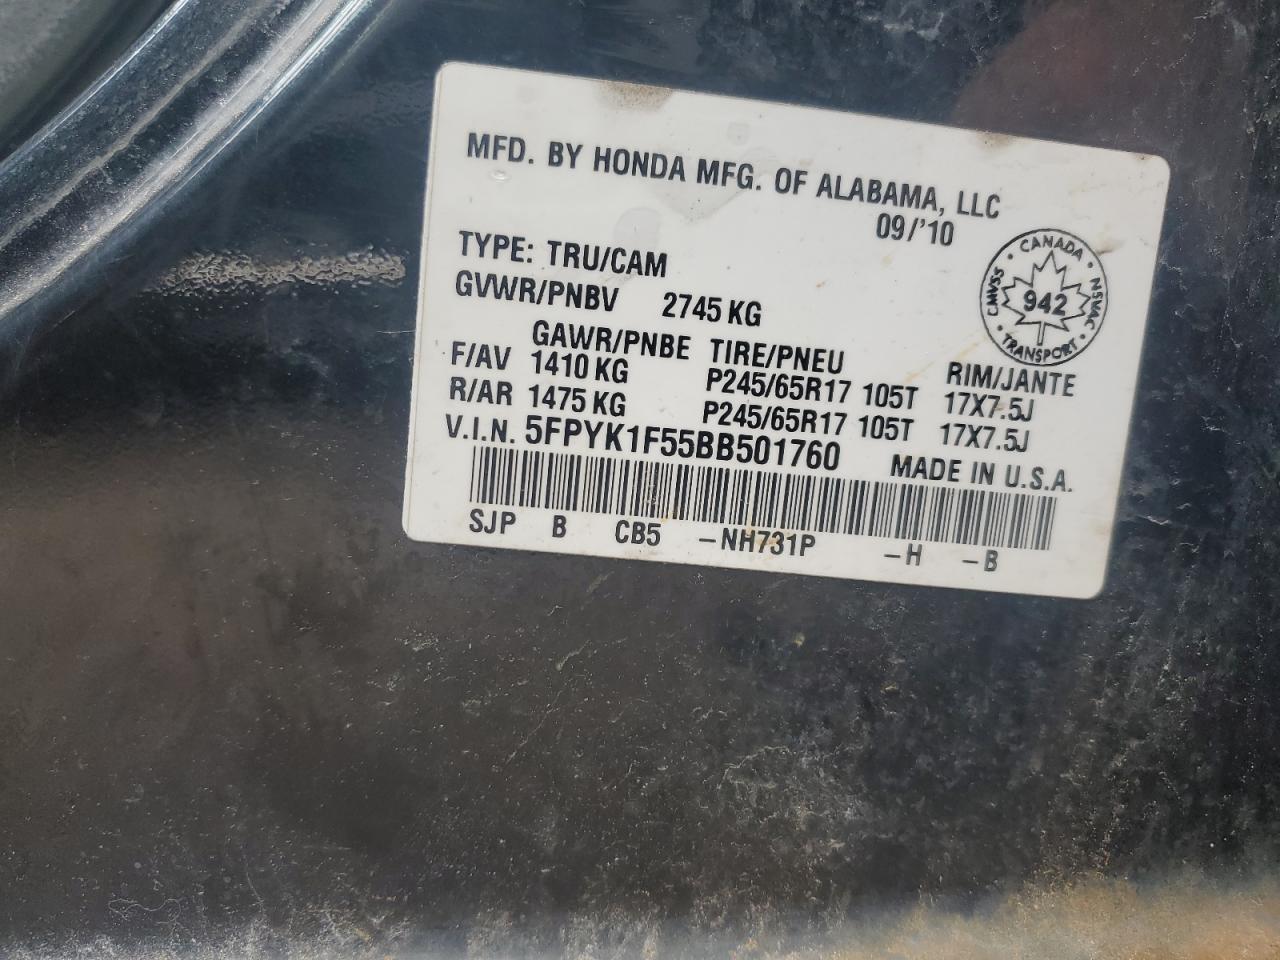 MFD. BY HONDA MFG. OF ALABAMA, LLC
09/'10
TYPE: TRU/CAM
GVWR/PNBV 2745 KG
GAWR/PNBE TIRE/PNEU RIM/JANTE
F/AV 1410 KG P245/65R17 105T 17X7.5J
R/AR 1475 KG P245/65R17 105T 17X7.5J
V.I.N. 5FPYK1F55BB501760 MADE IN U.S.A.
SJP B CB5 -NH731P -H -B
CANADA
CMVSS 942 NSVAC
TRANSPORT